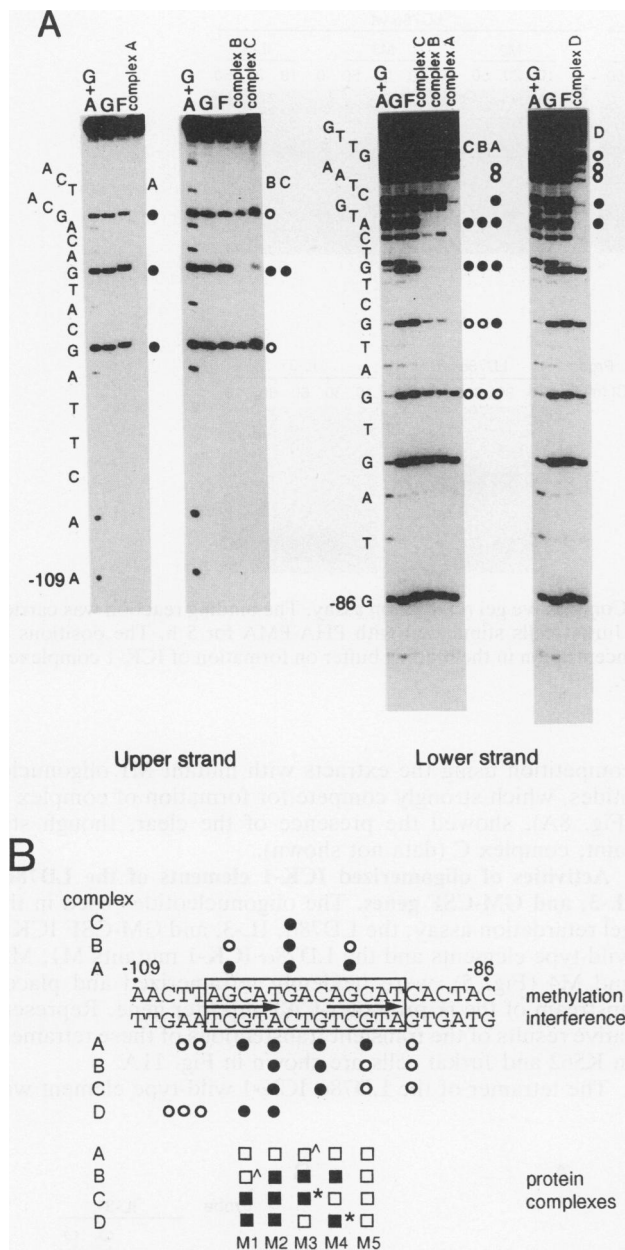 A
G + A G F complex A
G + A G F complex B complex C
G + A G F complex C complex B complex A
G + A G F complex D
A
B C
C B A
D
A
C
T
A
C
G
A
C
A
G
T
A
C
G
A
T
T
C
A
-109 A
G
T
T
G
A
A
T
C
G
T
A
C
T
G
T
C
G
T
A
G
T
G
A
T
-86 G
Upper strand
Lower strand
B
complex
C
B
A
-109 -86
AACTTAGCATGACAGCATCACTAC
TTGAATCGTACTGTCGTAGTGATG
methylation
interference
A
B
C
D
A ^
B ^
C *
D *
protein
complexes
M1 M2 M3 M4 M5